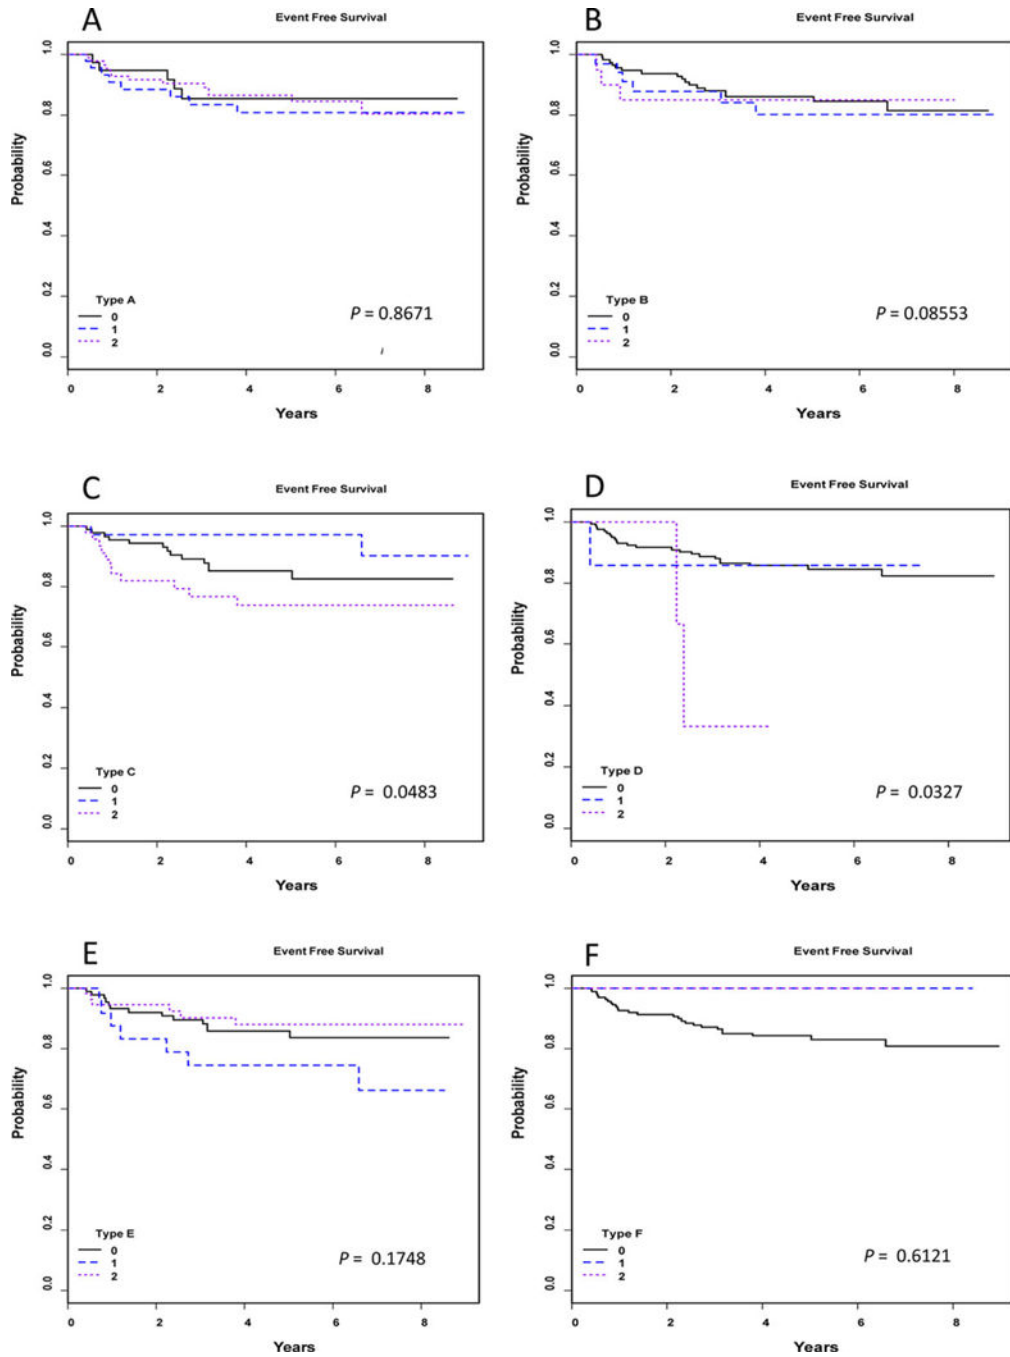 A
Event Free Survival
Probability
1.0
0.8
0.6
0.4
0.2
0.0
Type A
0
1
2
P = 0.8671
i
0 2 4 6 8
Years
B
Event Free Survival
Probability
1.0
0.8
0.6
0.4
0.2
0.0
Type B
0
1
2
P = 0.08553
0 2 4 6 8
Years
C
Event Free Survival
Probability
1.0
0.8
0.6
0.4
0.2
0.0
Type C
0
1
2
P = 0.0483
0 2 4 6 8
Years
D
Event Free Survival
Probability
1.0
0.8
0.6
0.4
0.2
0.0
Type D
0
1
2
P = 0.0327
0 2 4 6 8
Years
E
Event Free Survival
Probability
1.0
0.8
0.6
0.4
0.2
0.0
Type E
0
1
2
P = 0.1748
0 2 4 6 8
Years
F
Event Free Survival
Probability
1.0
0.8
0.6
0.4
0.2
0.0
Type F
0
1
2
P = 0.6121
0 2 4 6 8
Years